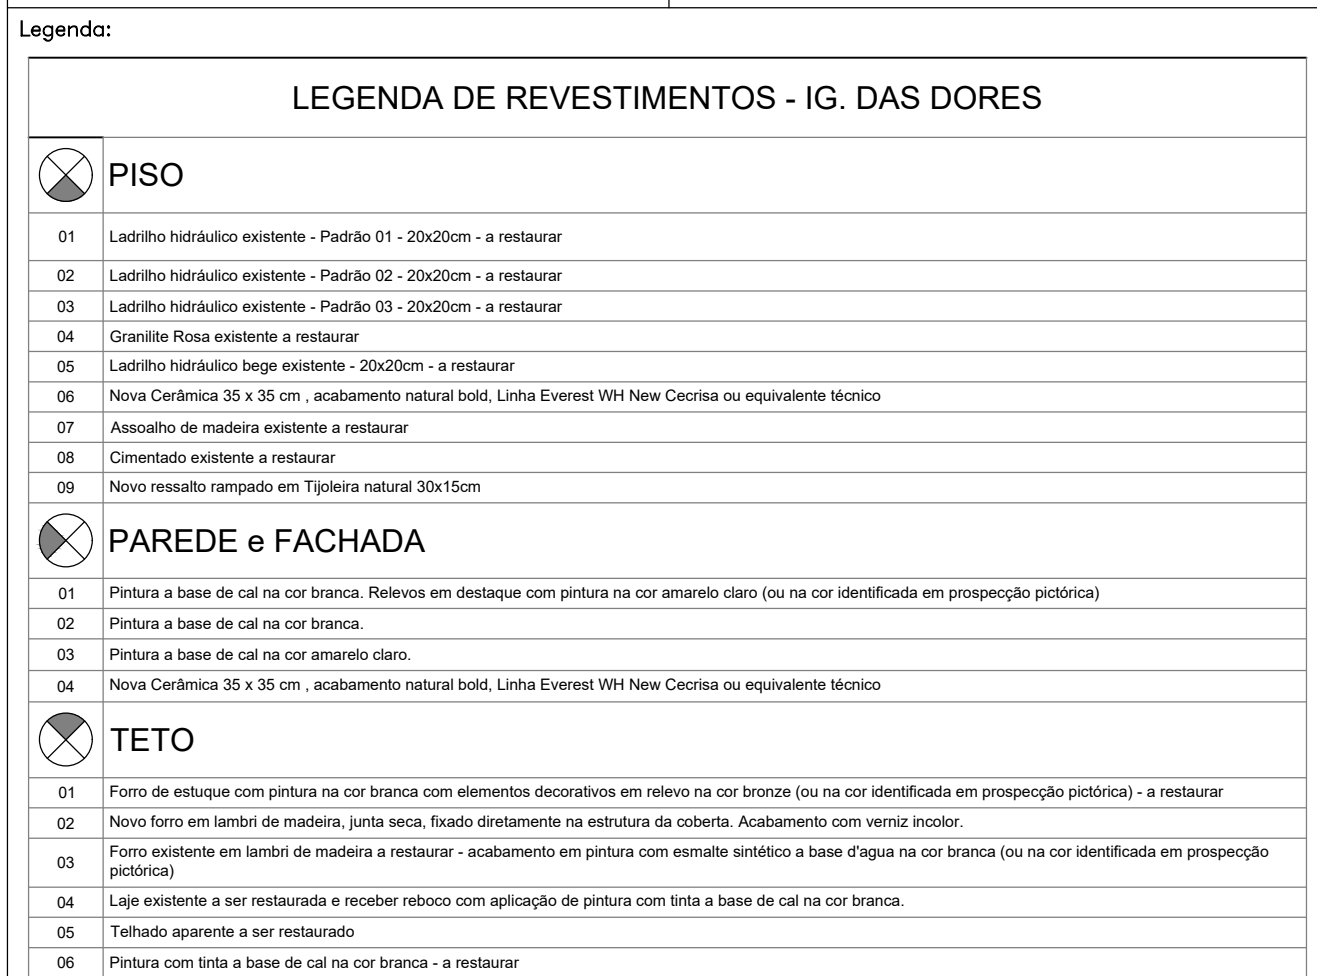 Legenda:
LEGENDA DE REVESTIMENTOS - IG. DAS DORES
PISO
01 Ladrilho hidráulico existente - Padrão 01 - 20x20cm - a restaurar
02 Ladrilho hidráulico existente - Padrão 02 - 20x20cm - a restaurar
03 Ladrilho hidráulico existente - Padrão 03 - 20x20cm - a restaurar
04 Granilite Rosa existente a restaurar
05 Ladrilho hidráulico bege existente - 20x20cm - a restaurar
06 Nova Cerâmica 35 x 35 cm , acabamento natural bold, Linha Everest WH New Cecrisa ou equivalente técnico
07 Assoalho de madeira existente a restaurar
08 Cimentado existente a restaurar
09 Novo ressalto rampado em Tijoleira natural 30x15cm
PAREDE e FACHADA
01 Pintura a base de cal na cor branca. Relevos em destaque com pintura na cor amarelo claro (ou na cor identificada em prospecção pictórica)
02 Pintura a base de cal na cor branca.
03 Pintura a base de cal na cor amarelo claro.
04 Nova Cerâmica 35 x 35 cm , acabamento natural bold, Linha Everest WH New Cecrisa ou equivalente técnico
TETO
01 Forro de estuque com pintura na cor branca com elementos decorativos em relevo na cor bronze (ou na cor identificada em prospecção pictórica) - a restaurar
02 Novo forro em lambri de madeira, junta seca, fixado diretamente na estrutura da coberta. Acabamento com verniz incolor.
03 Forro existente em lambri de madeira a restaurar - acabamento em pintura com esmalte sintético a base d'agua na cor branca (ou na cor identificada em prospecção
pictórica)
04 Laje existente a ser restaurada e receber reboco com aplicação de pintura com tinta a base de cal na cor branca.
05 Telhado aparente a ser restaurado
06 Pintura com tinta a base de cal na cor branca - a restaurar